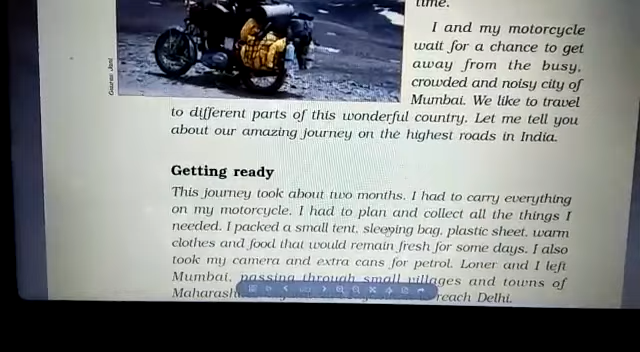 time.
I and my motorcycle
wait for a chance to get
away from the busy,
crowded and noisy city of
Mumbai. We like to travel
to different parts of this wonderful country. Let me tell you
about our amazing journey on the highest roads in India.
Gaurav Jani
Getting ready
This journey took about two months. I had to carry everything
on my motorcycle. I had to plan and collect all the things I
needed. I packed a small tent, sleeping bag, plastic sheet, warm
clothes and food that would remain fresh for some days. I also
took my camera and extra cans for petrol. Loner and I left
Mumbai, passing through small villages and towns of
reach Delhi.